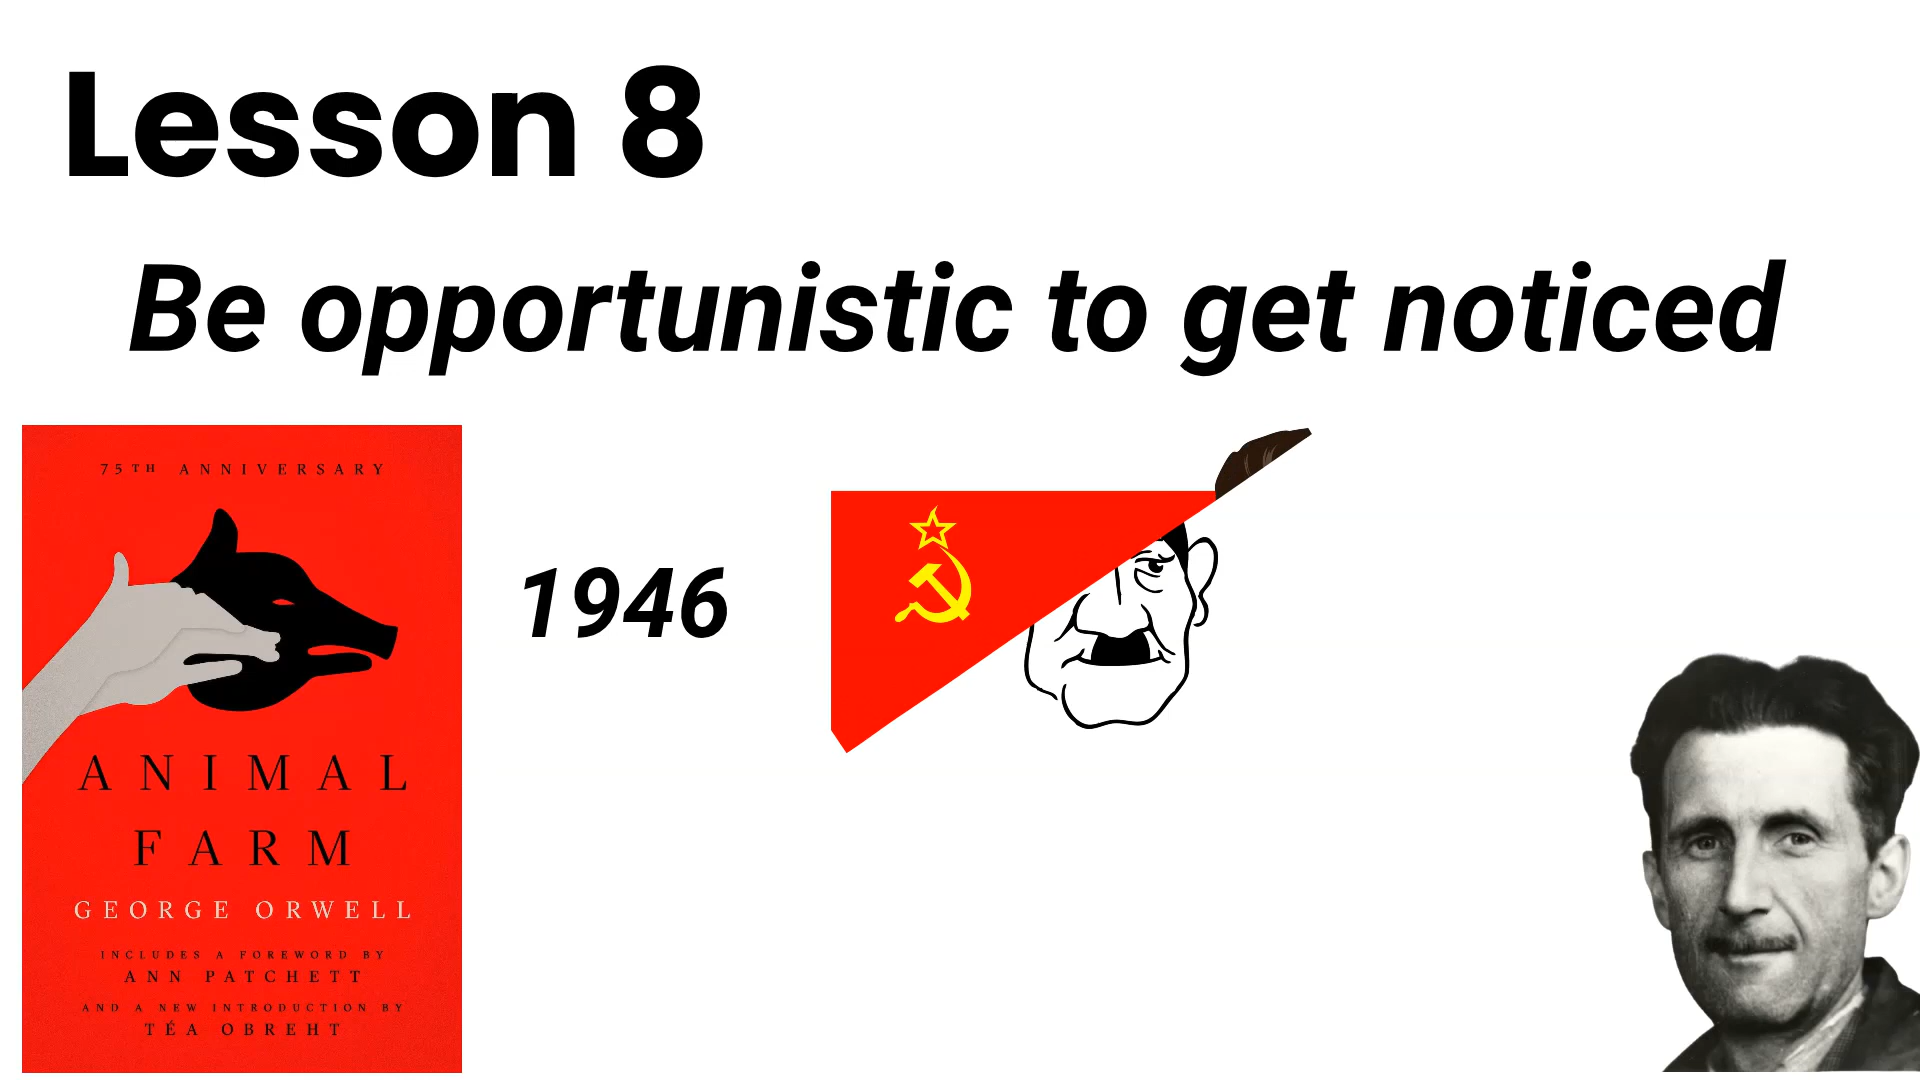 Lesson 8
Be opportunistic to get noticed
75TH ANNIVERSARY
ANIMAL
FARM
GEORGE ORWELL
INCLUDES A FOREWORD BY
ANN PATCHETT
AND A NEW INTRODUCTION BY
TÉA OBREHT
1946